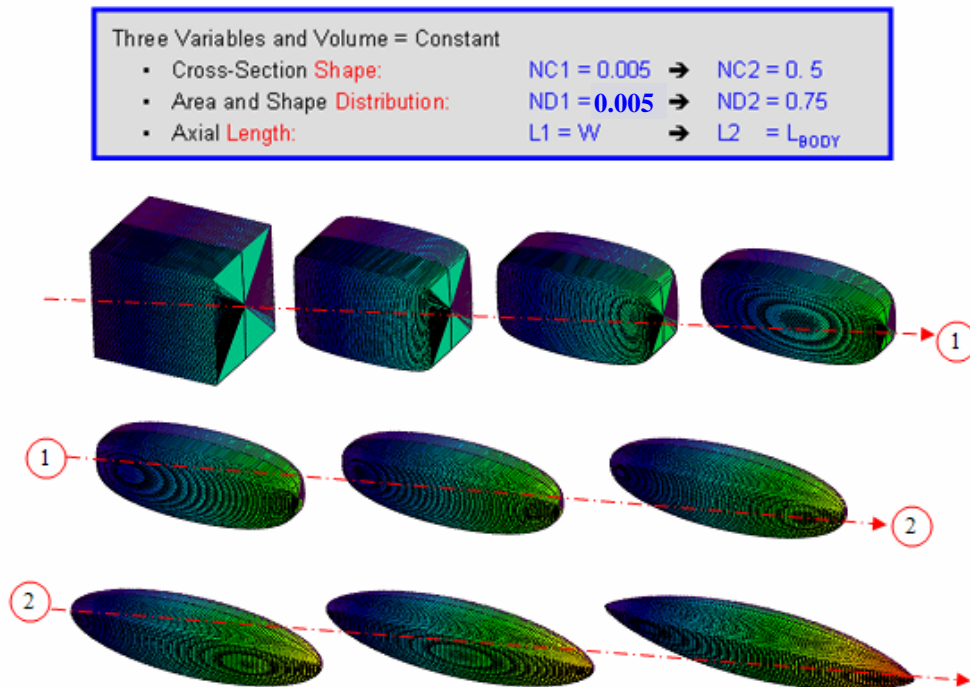 Three Variables and Volume = Constant
▪ Cross-Section Shape: NC1 = 0.005 ➔ NC2 = 0. 5
▪ Area and Shape Distribution: ND1 = 0.005 ➔ ND2 = 0.75
▪ Axial Length: L1 = W ➔ L2 = L_BODY
1
1
2
2